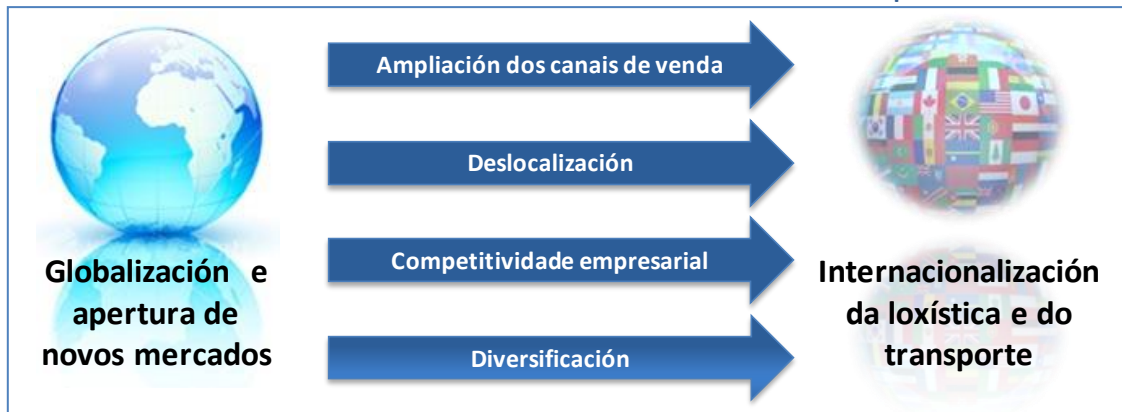 Ampliación dos canais de venda
Deslocalización
Competitividade empresarial
Diversificación
Globalización e
apertura de
novos mercados
Internacionalización
da loxística e do
transporte